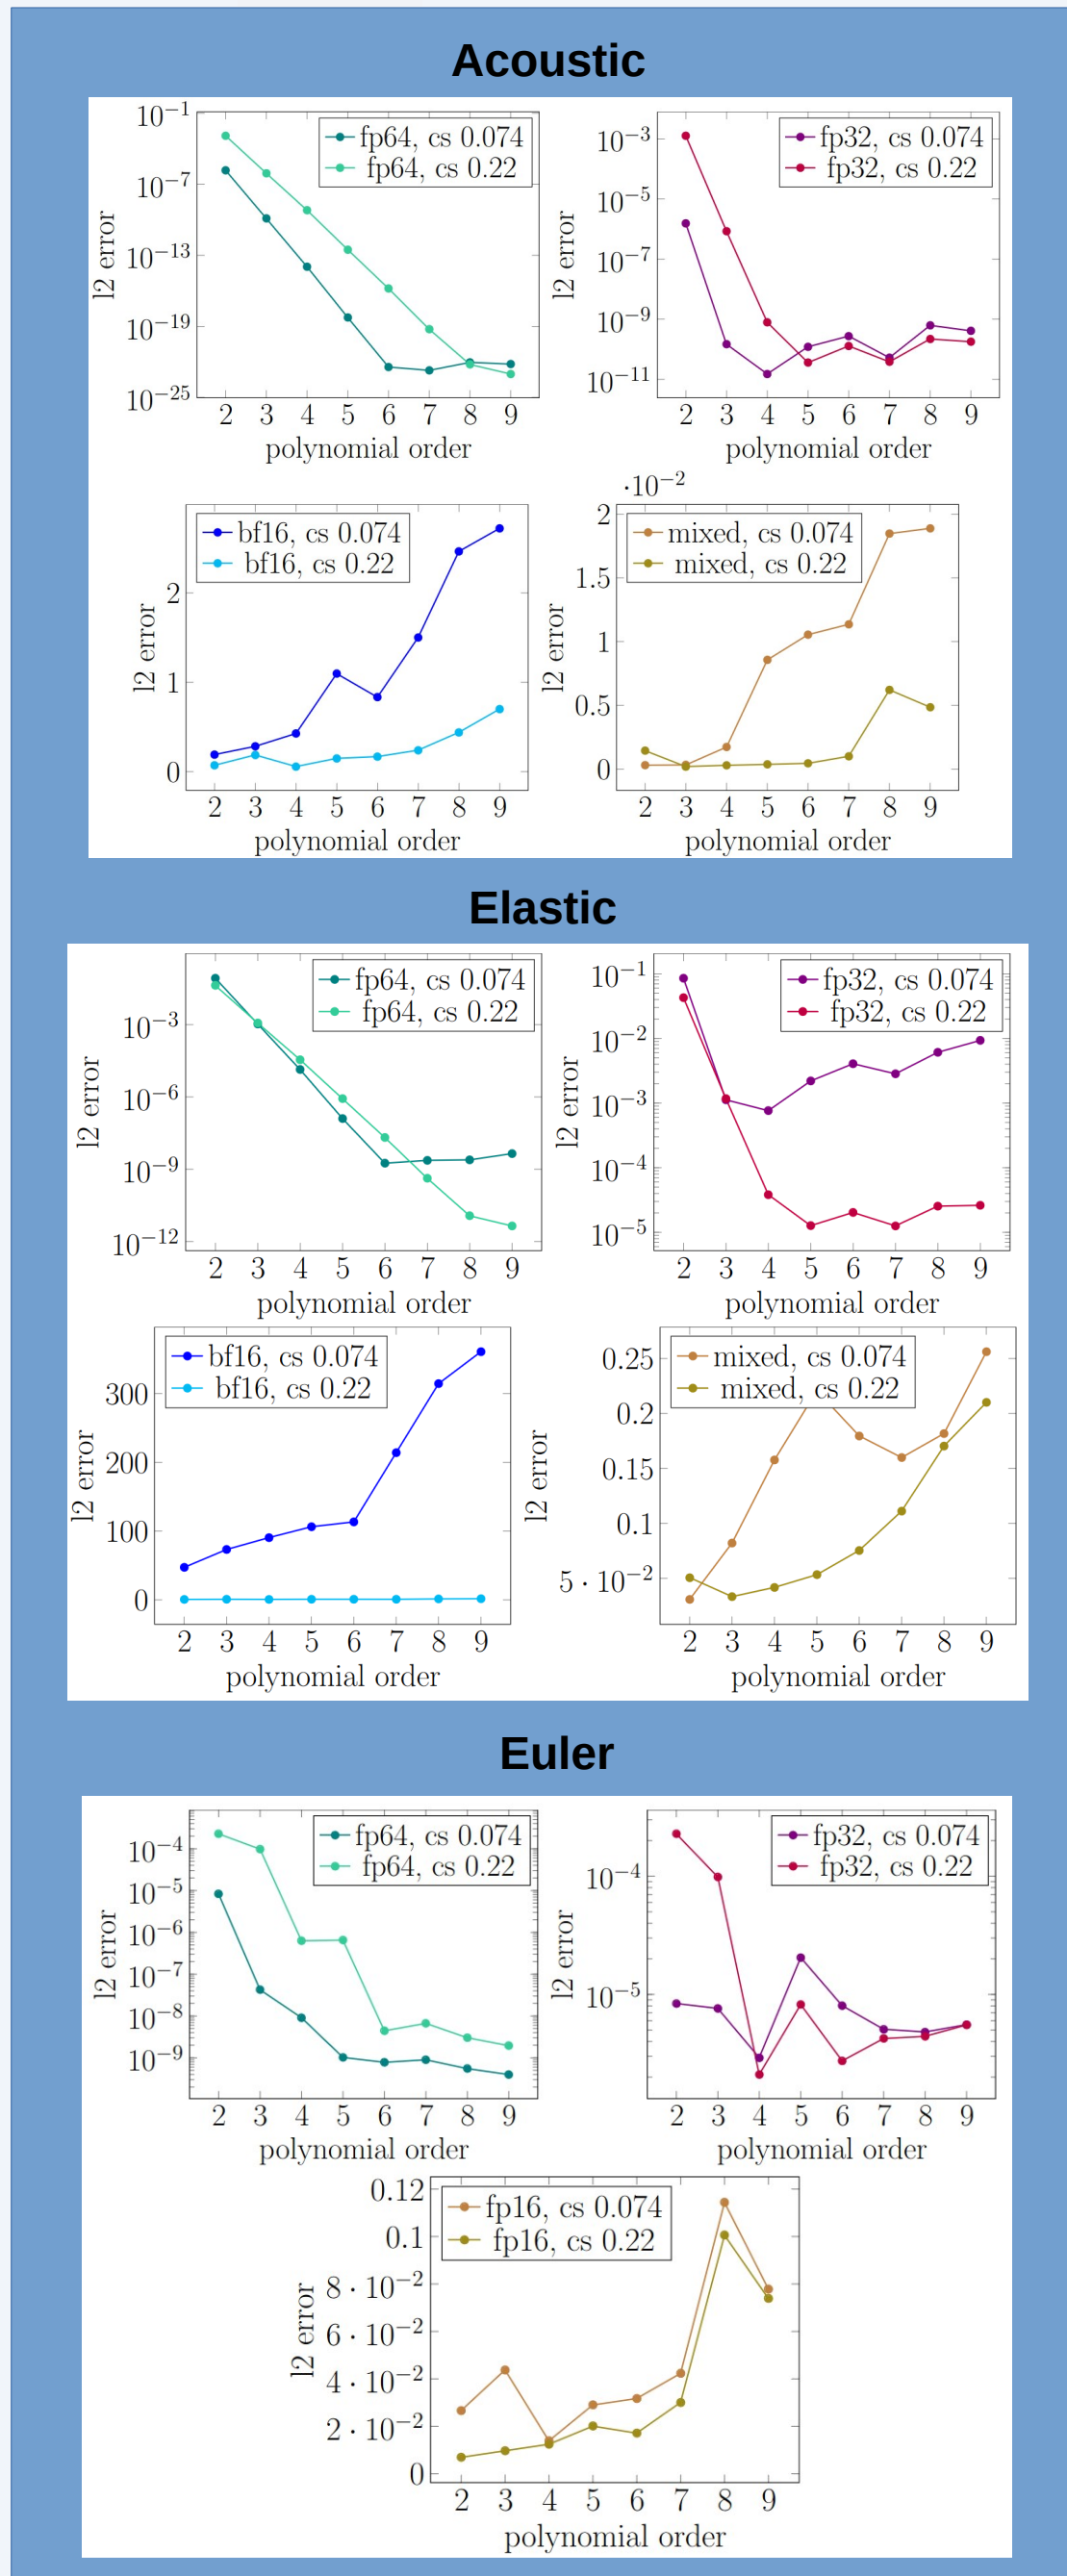 Acoustic
fp64, cs 0.074
fp64, cs 0.22
10⁻¹
10⁻⁷
10⁻¹³
10⁻¹⁹
10⁻²⁵
l2 error
2 3 4 5 6 7 8 9
polynomial order
fp32, cs 0.074
fp32, cs 0.22
10⁻³
10⁻⁵
10⁻⁷
10⁻⁹
10⁻¹¹
l2 error
2 3 4 5 6 7 8 9
polynomial order
bf16, cs 0.074
bf16, cs 0.22
2
1
0
l2 error
2 3 4 5 6 7 8 9
polynomial order
·10⁻²
mixed, cs 0.074
mixed, cs 0.22
2
1.5
1
0.5
0
l2 error
2 3 4 5 6 7 8 9
polynomial order
Elastic
fp64, cs 0.074
fp64, cs 0.22
10⁻³
10⁻⁶
10⁻⁹
10⁻¹²
l2 error
2 3 4 5 6 7 8 9
polynomial order
fp32, cs 0.074
fp32, cs 0.22
10⁻¹
10⁻²
10⁻³
10⁻⁴
10⁻⁵
l2 error
2 3 4 5 6 7 8 9
polynomial order
bf16, cs 0.074
bf16, cs 0.22
300
200
100
0
l2 error
2 3 4 5 6 7 8 9
polynomial order
mixed, cs 0.074
mixed, cs 0.22
0.25
0.2
0.15
0.1
5 · 10⁻²
l2 error
2 3 4 5 6 7 8 9
polynomial order
Euler
fp64, cs 0.074
fp64, cs 0.22
10⁻⁴
10⁻⁵
10⁻⁶
10⁻⁷
10⁻⁸
10⁻⁹
l2 error
2 3 4 5 6 7 8 9
polynomial order
fp32, cs 0.074
fp32, cs 0.22
10⁻⁴
10⁻⁵
l2 error
2 3 4 5 6 7 8 9
polynomial order
fp16, cs 0.074
fp16, cs 0.22
0.12
0.1
8 · 10⁻²
6 · 10⁻²
4 · 10⁻²
2 · 10⁻²
0
l2 error
2 3 4 5 6 7 8 9
polynomial order